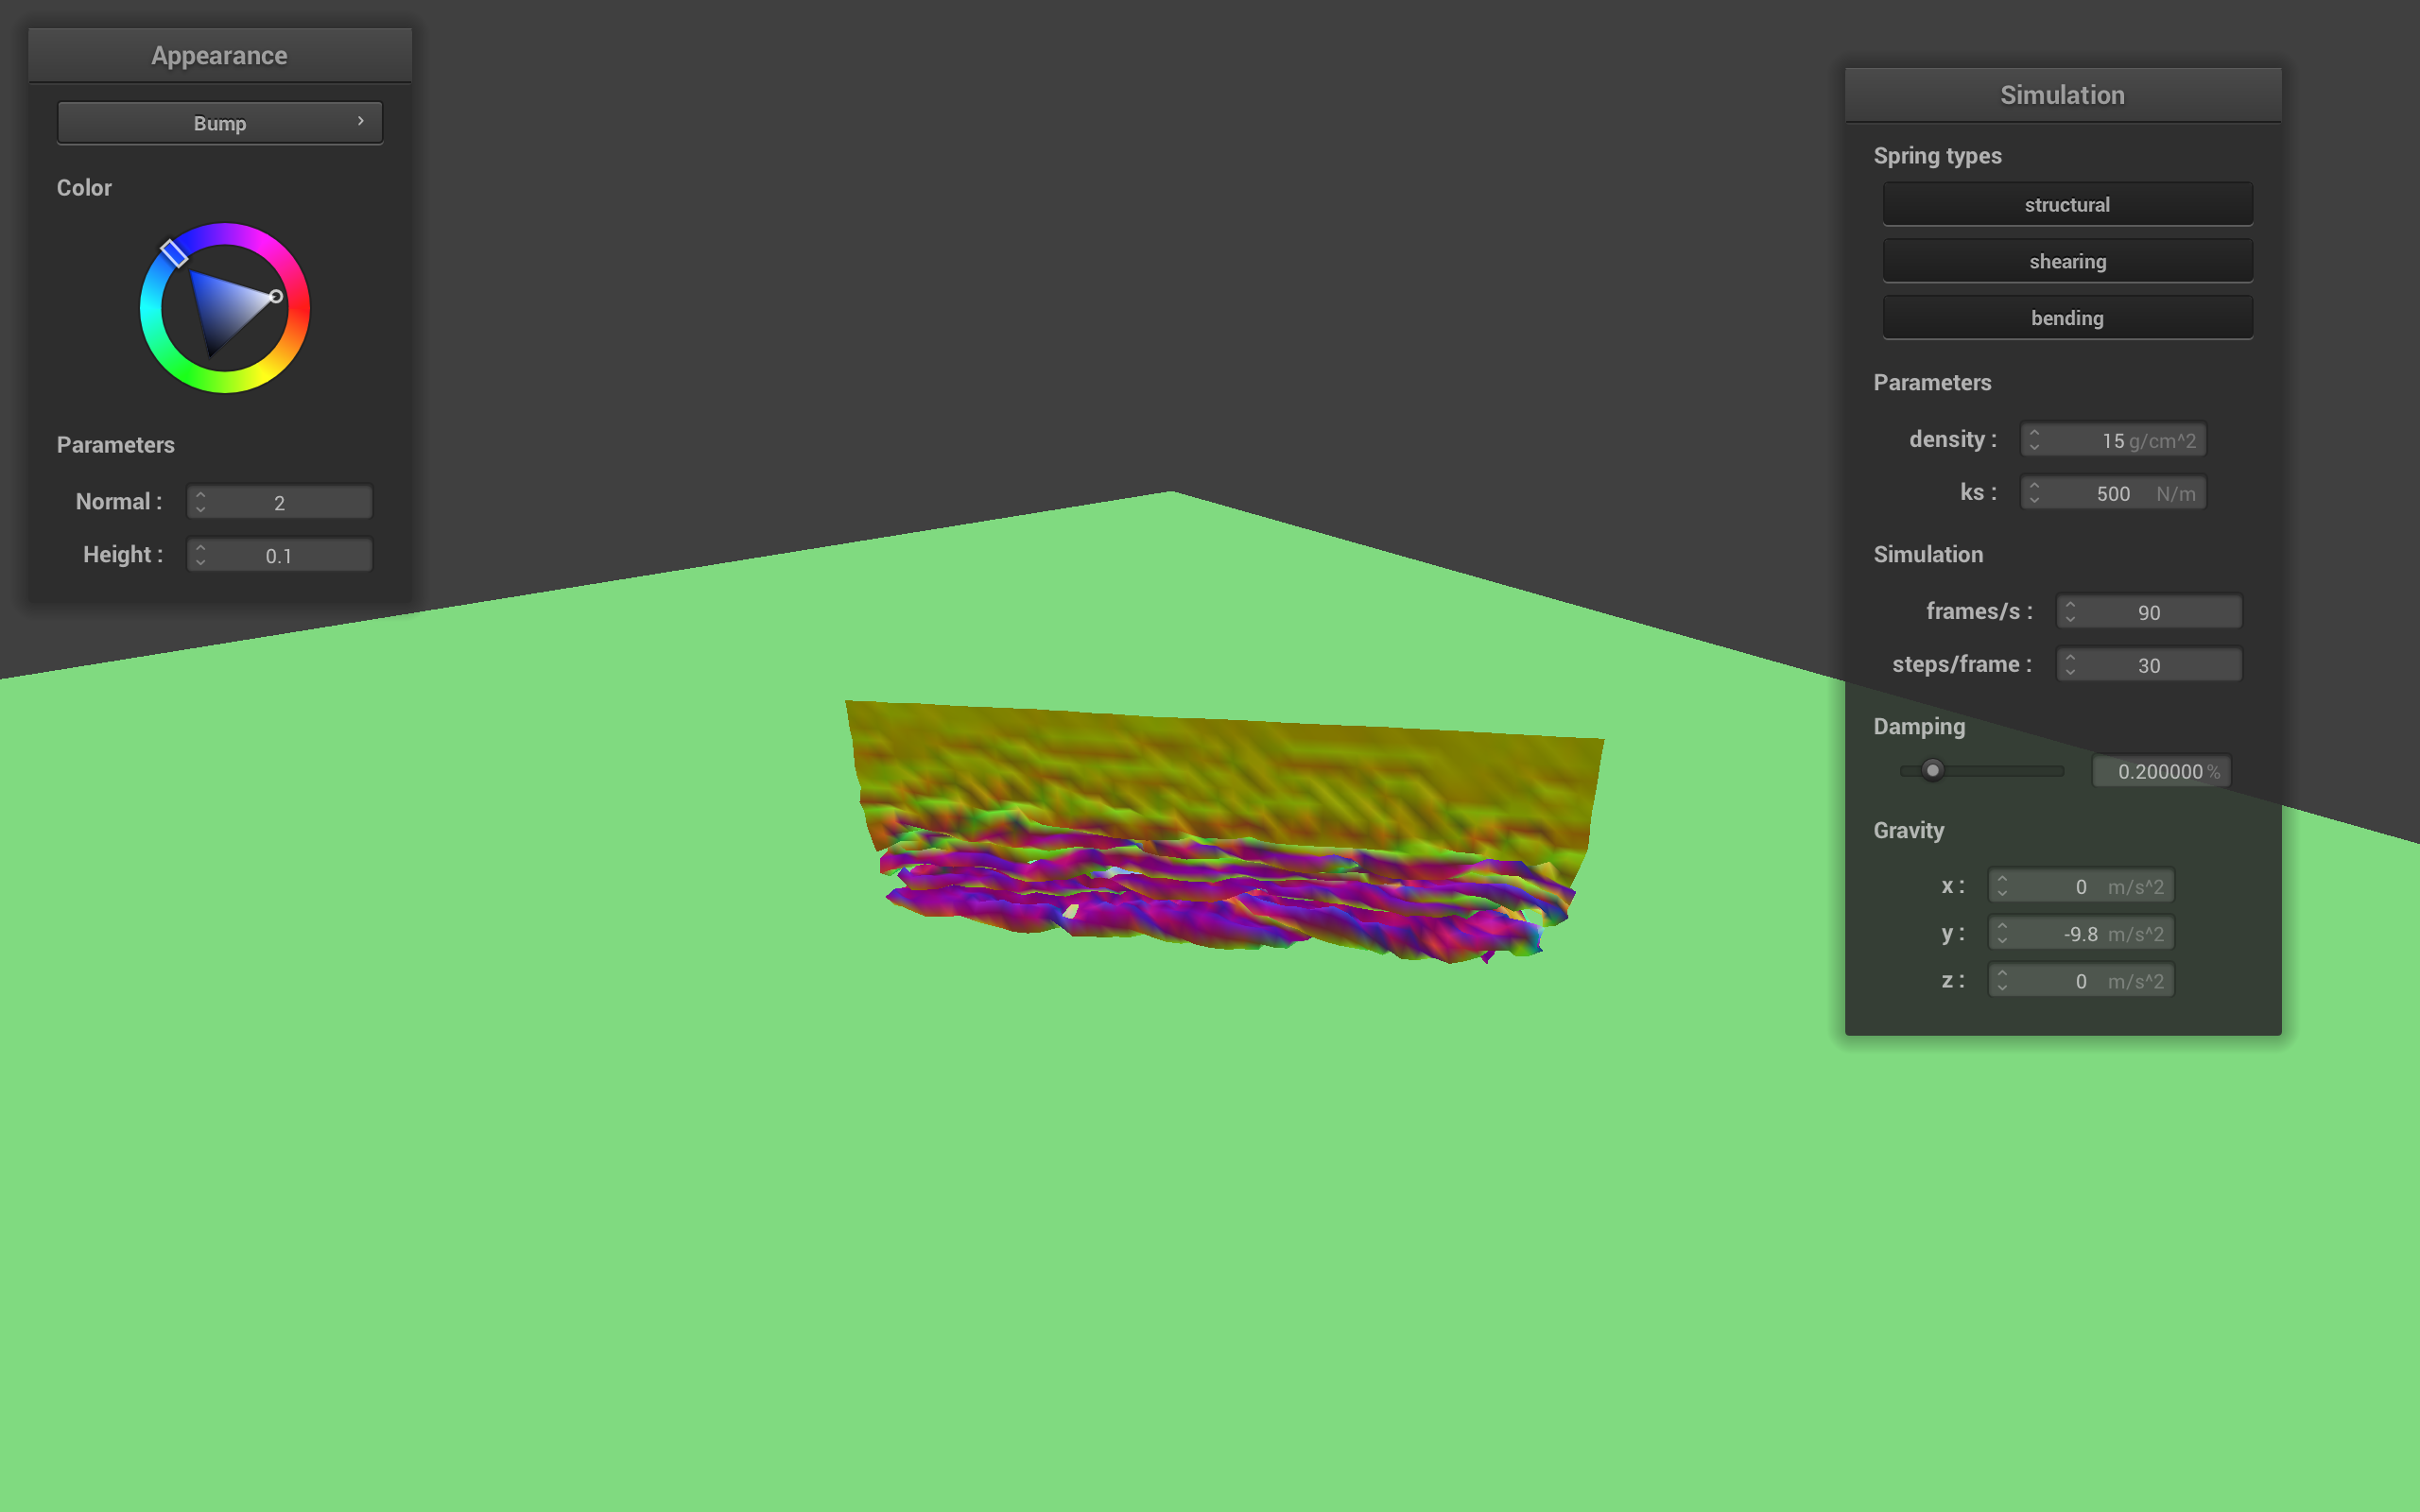 Appearance
Bump
Color
Parameters
Normal : 2
Height : 0.1
Simulation
Spring types
structural
shearing
bending
Parameters
density : 15 g/cm^2
ks : 500 N/m
Simulation
frames/s : 90
steps/frame : 30
Damping
0.200000 %
Gravity
x : 0 m/s^2
y : -9.8 m/s^2
z : 0 m/s^2